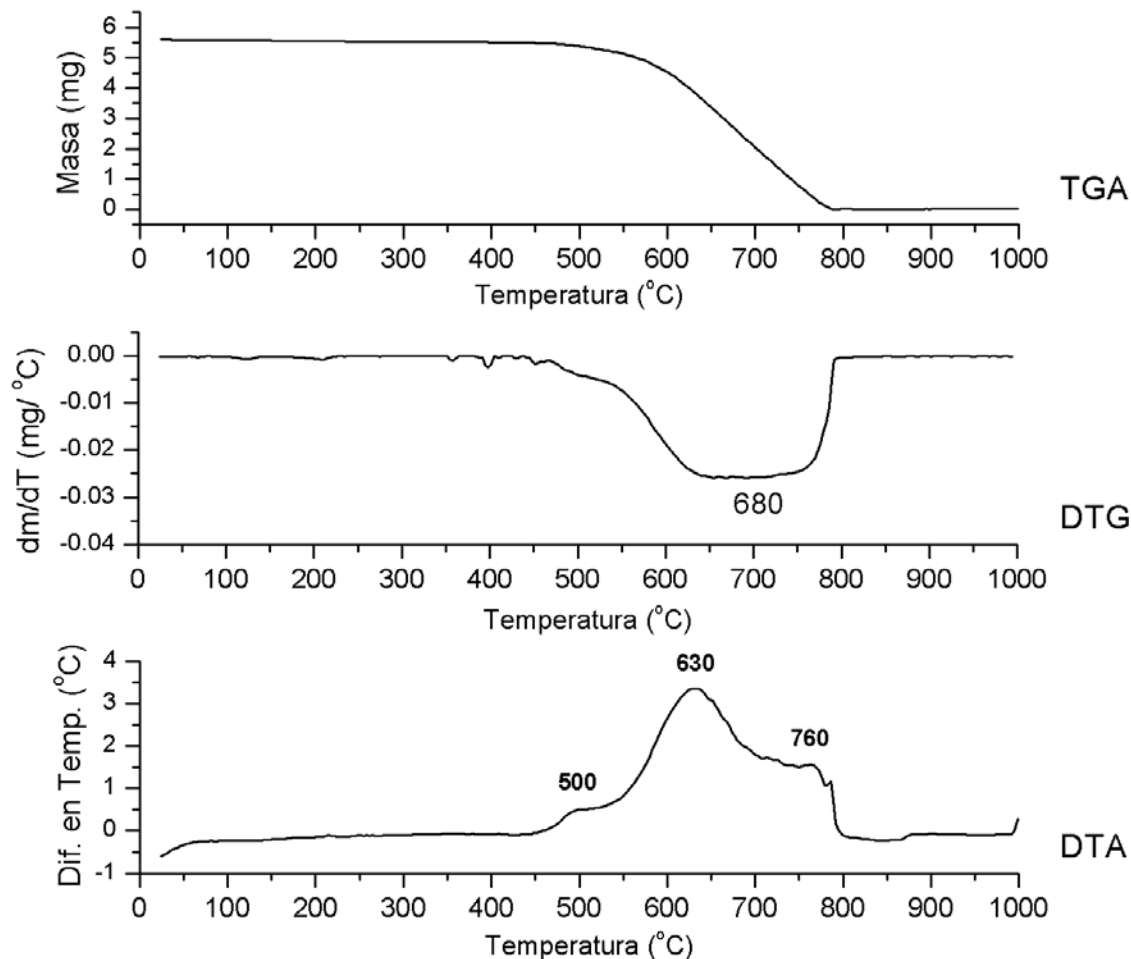 Masa (mg)
6
5
4
3
2
1
0
0 100 200 300 400 500 600 700 800 900 1000
Temperatura (°C)
TGA
dm/dT (mg/ °C)
0.00
-0.01
-0.02
-0.03
-0.04
680
0 100 200 300 400 500 600 700 800 900 1000
Temperatura (°C)
DTG
Dif. en Temp. (°C)
4
3
2
1
0
-1
500
630
760
0 100 200 300 400 500 600 700 800 900 1000
Temperatura (°C)
DTA